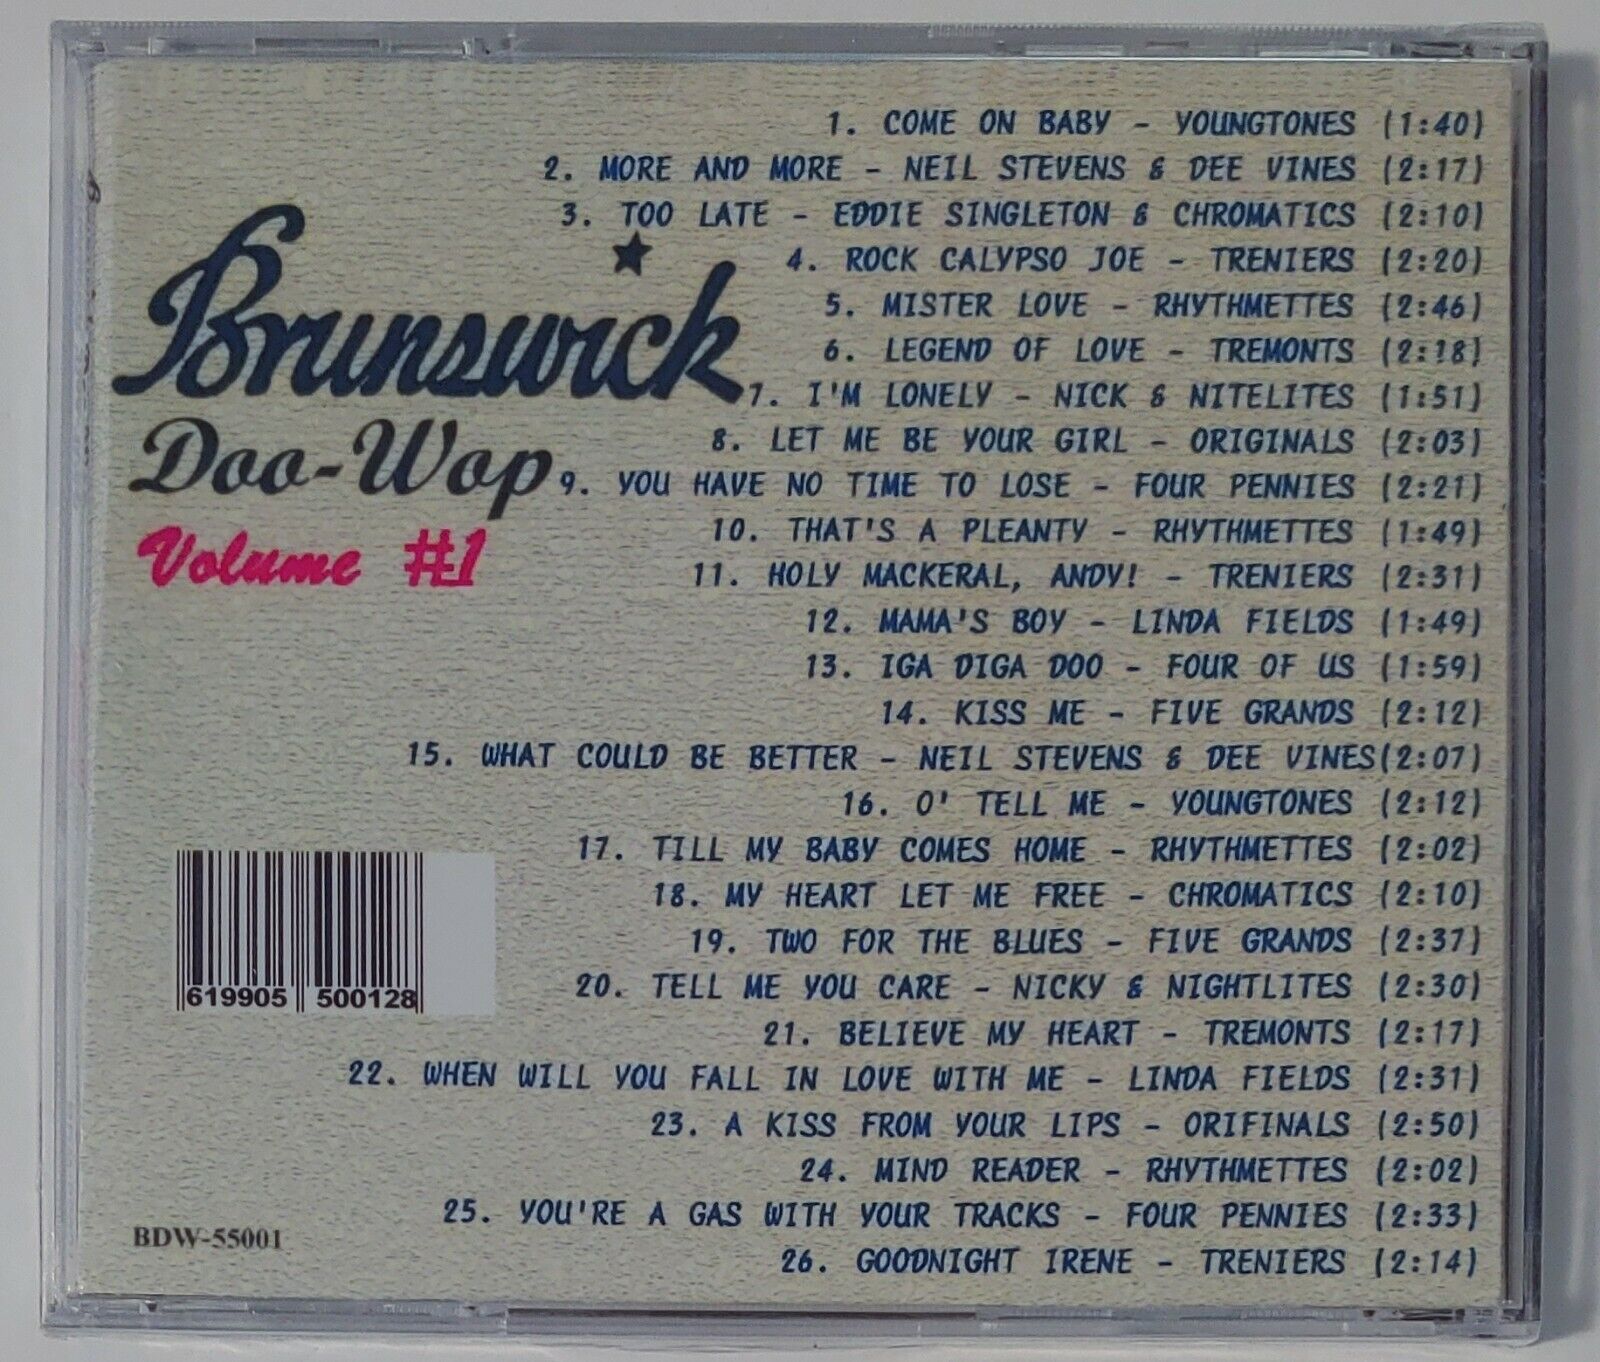 Brunswick
Doo-Wop
Volume #1
1. COME ON BABY - YOUNGTONES (1:40)
2. MORE AND MORE - NEIL STEVENS & DEE VINES (2:17)
3. TOO LATE - EDDIE SINGLETON & CHROMATICS (2:10)
4. ROCK CALYPSO JOE - TRENIERS (2:20)
5. MISTER LOVE - RHYTHMETTES (2:46)
6. LEGEND OF LOVE - TREMONTS (2:18)
7. I'M LONELY - NICK & NITELITES (1:51)
8. LET ME BE YOUR GIRL - ORIGINALS (2:03)
9. YOU HAVE NO TIME TO LOSE - FOUR PENNIES (2:21)
10. THAT'S A PLEANTY - RHYTHMETTES (1:49)
11. HOLY MACKERAL, ANDY! - TRENIERS (2:31)
12. MAMA'S BOY - LINDA FIELDS (1:49)
13. IGA DIGA DOO - FOUR OF US (1:59)
14. KISS ME - FIVE GRANDS (2:12)
15. WHAT COULD BE BETTER - NEIL STEVENS & DEE VINES(2:07)
16. O' TELL ME - YOUNGTONES (2:12)
17. TILL MY BABY COMES HOME - RHYTHMETTES (2:02)
18. MY HEART LET ME FREE - CHROMATICS (2:10)
19. TWO FOR THE BLUES - FIVE GRANDS (2:37)
20. TELL ME YOU CARE - NICKY & NIGHTLITES (2:30)
21. BELIEVE MY HEART - TREMONTS (2:17)
22. WHEN WILL YOU FALL IN LOVE WITH ME - LINDA FIELDS (2:31)
23. A KISS FROM YOUR LIPS - ORIFINALS (2:50)
24. MIND READER - RHYTHMETTES (2:02)
25. YOU'RE A GAS WITH YOUR TRACKS - FOUR PENNIES (2:33)
26. GOODNIGHT IRENE - TRENIERS (2:14)
619905 500128
BDW-55001